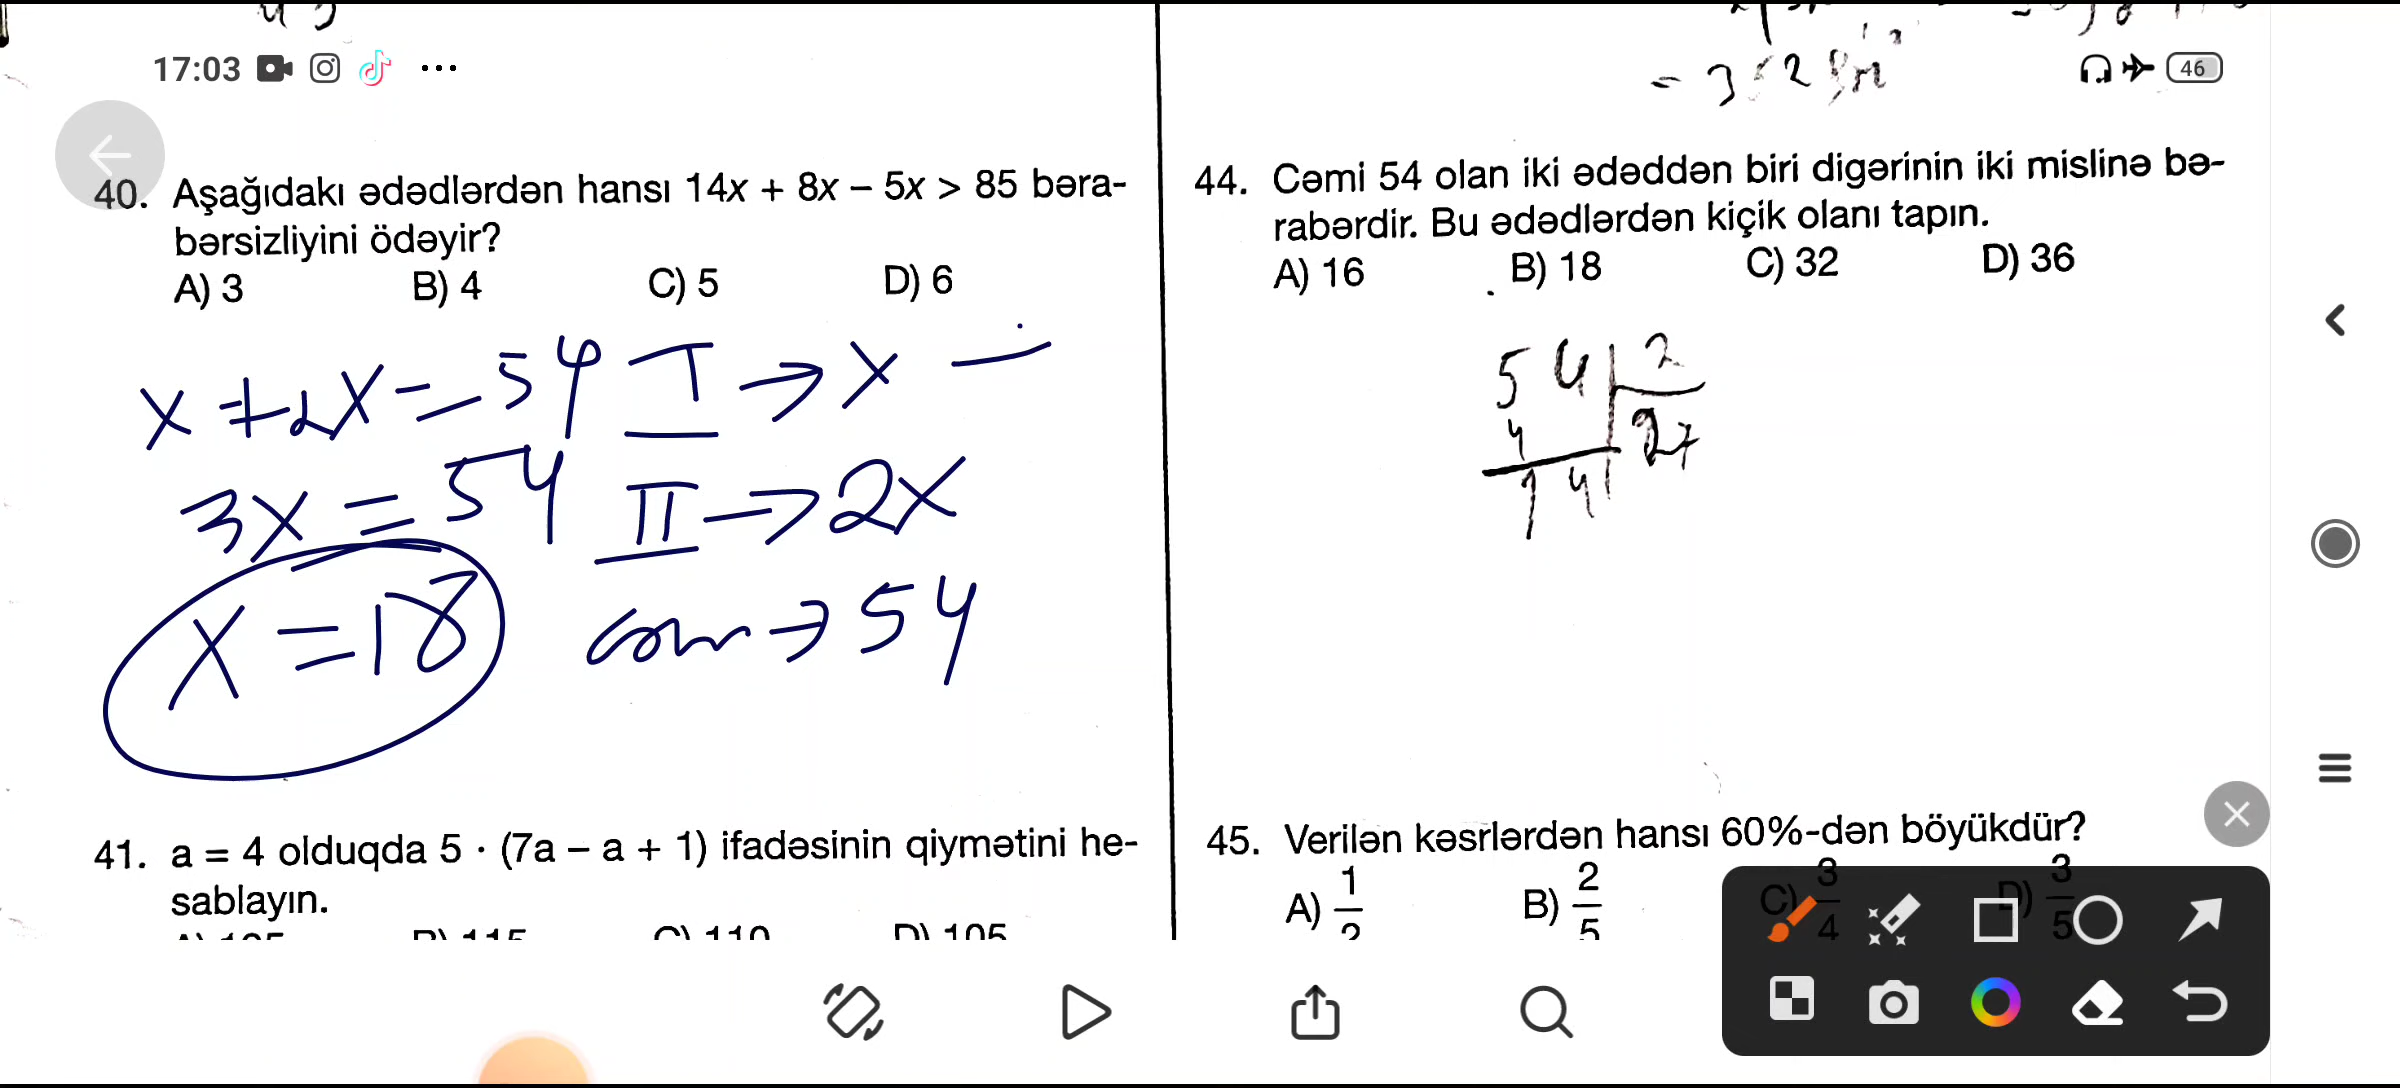 17:03
46
= 352
40. Aşağıdakı ədədlərdən hansı 14x + 8x – 5x > 85 bəra-
bərsizliyini ödəyir?
A) 3 B) 4 C) 5 D) 6
x + 2x = 54
3x = 54
x = 18
I → x –
II → 2x
cəm → 54
41. a = 4 olduqda 5 · (7a – a + 1) ifadəsinin qiymətini he-
sablayın.
B) 115 C) 110 D) 105
44. Cəmi 54 olan iki ədəddən biri digərinin iki mislinə bə-
rabərdir. Bu ədədlərdən kiçik olanı tapın.
A) 16 B) 18 C) 32 D) 36
54 2
4 27
14
45. Verilən kəsrlərdən hansı 60%-dən böyükdür?
A) 1/2 B) 2/5 C) 3/4 D) 3/5